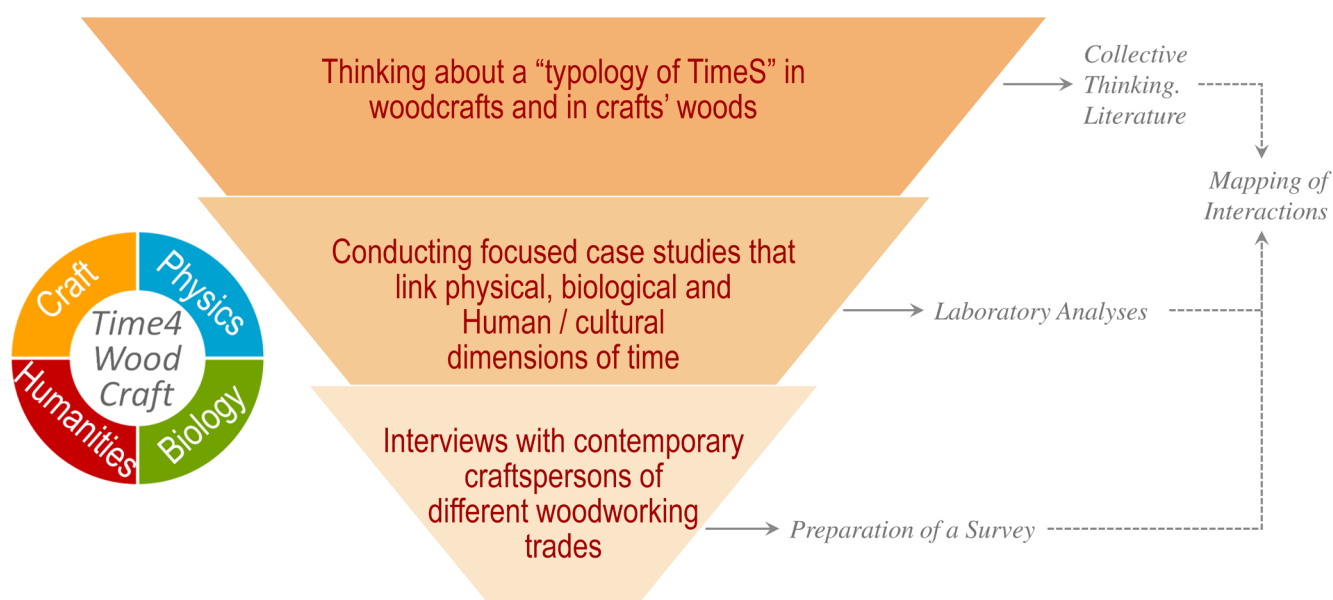 Thinking about a “typology of TimeS” in
woodcrafts and in crafts’ woods
Collective
Thinking.
Literature
Mapping of
Interactions
Conducting focused case studies that
link physical, biological and
Human / cultural
dimensions of time
Laboratory Analyses
Craft
Physics
Time4
Wood
Craft
Humanities
Biology
Interviews with contemporary
craftspersons of
different woodworking
trades
Preparation of a Survey